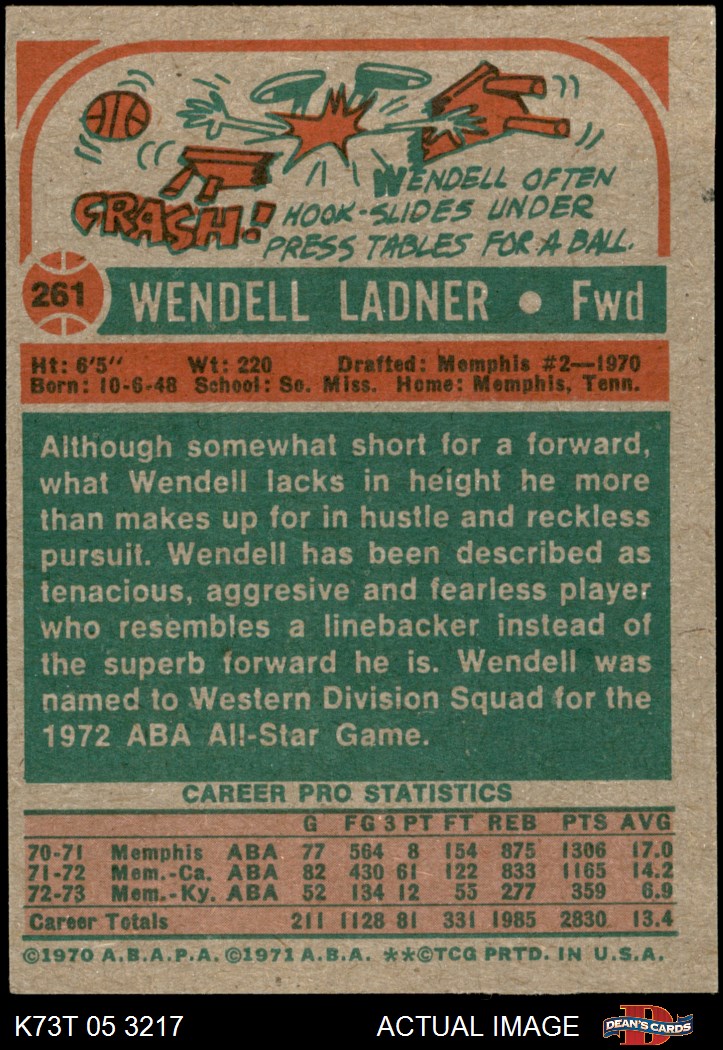 WENDELL OFTEN
CRASH! HOOK-SLIDES UNDER
PRESS TABLES FOR A BALL.
261 WENDELL LADNER • Fwd
Ht: 6'5" Wt: 220 Drafted: Memphis #2—1970
Born: 10-6-48 School: So. Miss. Home: Memphis, Tenn.
Although somewhat short for a forward,
what Wendell lacks in height he more
than makes up for in hustle and reckless
pursuit. Wendell has been described as
tenacious, aggresive and fearless player
who resembles a linebacker instead of
the superb forward he is. Wendell was
named to Western Division Squad for the
1972 ABA All-Star Game.
CAREER PRO STATISTICS
G FG 3 PT FT REB PTS AVG
70-71 Memphis ABA 77 564 8 154 875 1306 17.0
71-72 Mem.-Ca. ABA 82 430 61 122 833 1165 14.2
72-73 Mem.-Ky. ABA 52 134 12 55 277 359 6.9
Career Totals 211 1128 81 331 1985 2830 13.4
©1970 A.B.A.P.A. ©1971 A.B.A. **©TCG PRTD. IN U.S.A.
K73T 05 3217 ACTUAL IMAGE D DEAN'S CARDS